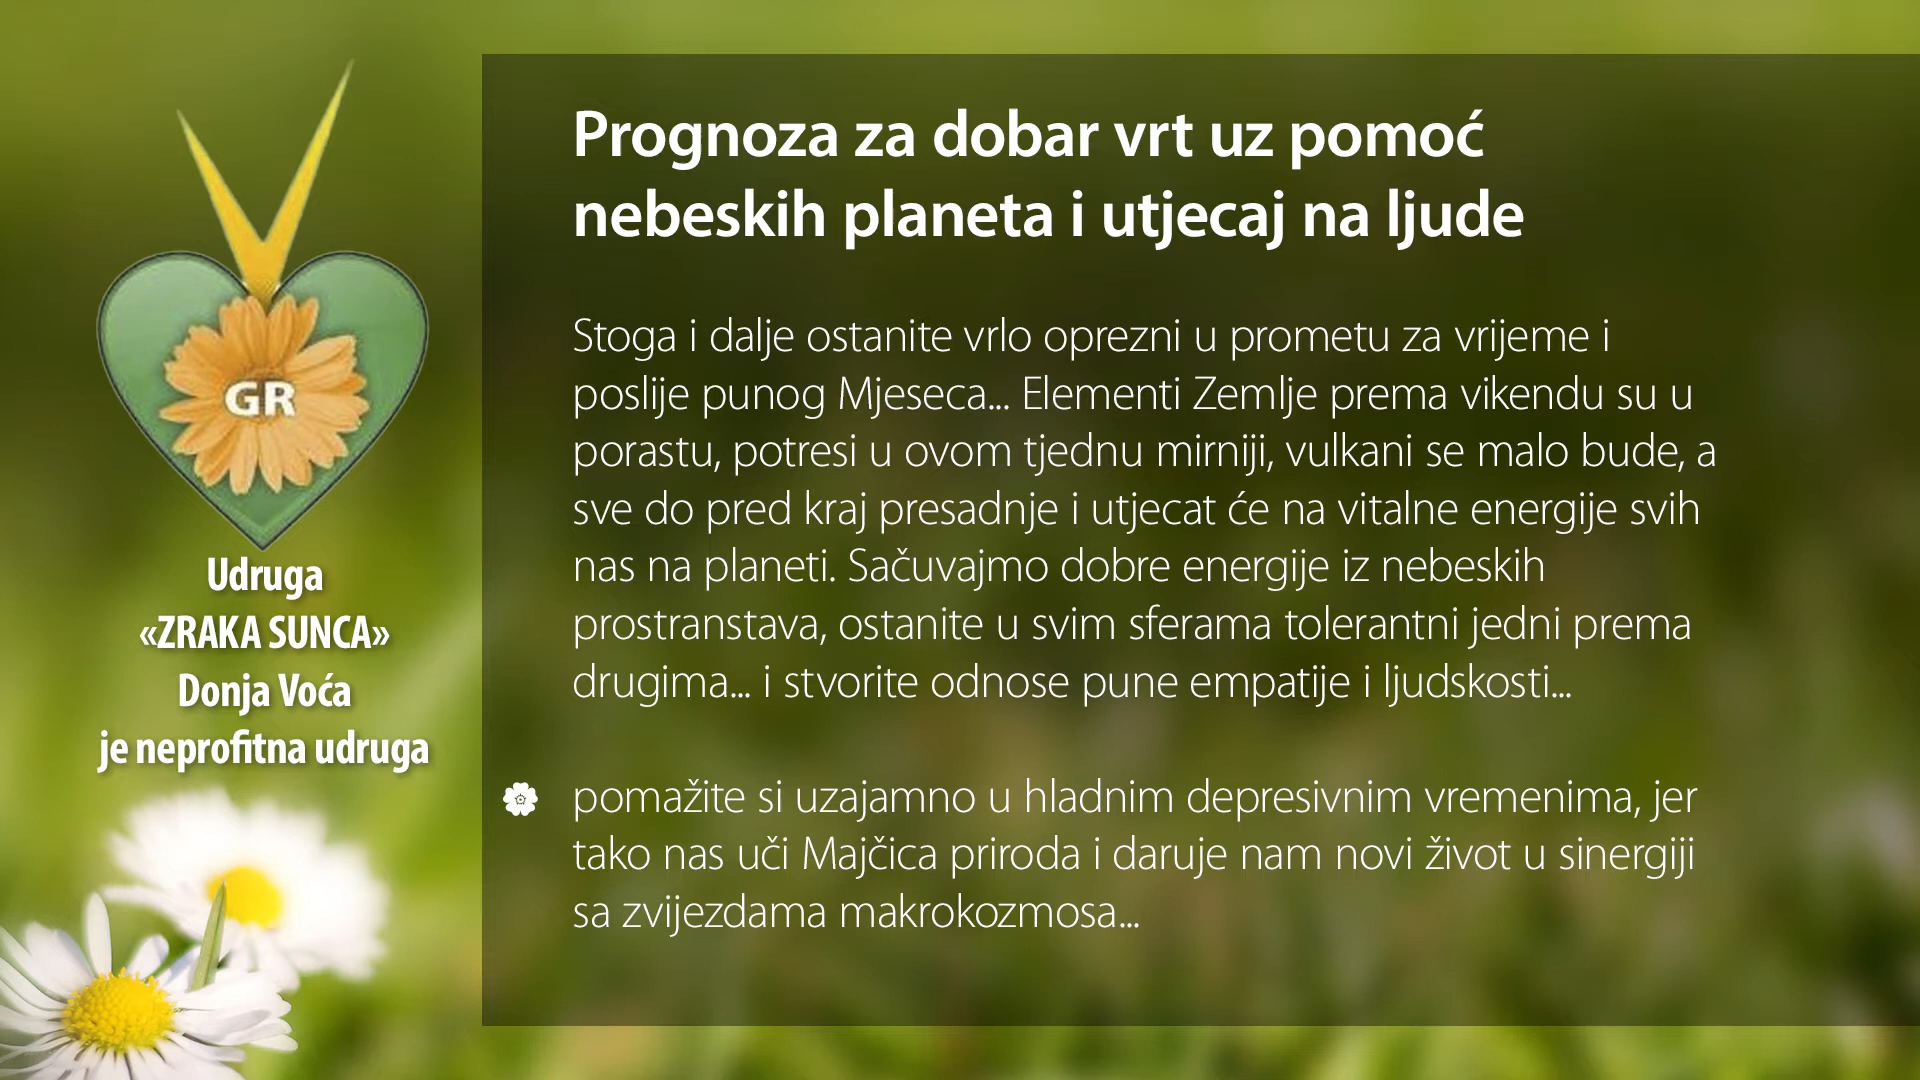 GR
Udruga
«ZRAKA SUNCA»
Donja Voća
je neprofitna udruga
Prognoza za dobar vrt uz pomoć
nebeskih planeta i utjecaj na ljude
Stoga i dalje ostanite vrlo oprezni u prometu za vrijeme i
poslije punog Mjeseca... Elementi Zemlje prema vikendu su u
porastu, potresi u ovom tjednu mirniji, vulkani se malo bude, a
sve do pred kraj presadnje i utjecat će na vitalne energije svih
nas na planeti. Sačuvajmo dobre energije iz nebeskih
prostranstava, ostanite u svim sferama tolerantni jedni prema
drugima... i stvorite odnose pune empatije i ljudskosti...
pomažite si uzajamno u hladnim depresivnim vremenima, jer
tako nas uči Majčica priroda i daruje nam novi život u sinergiji
sa zvijezdama makrokozmosa...